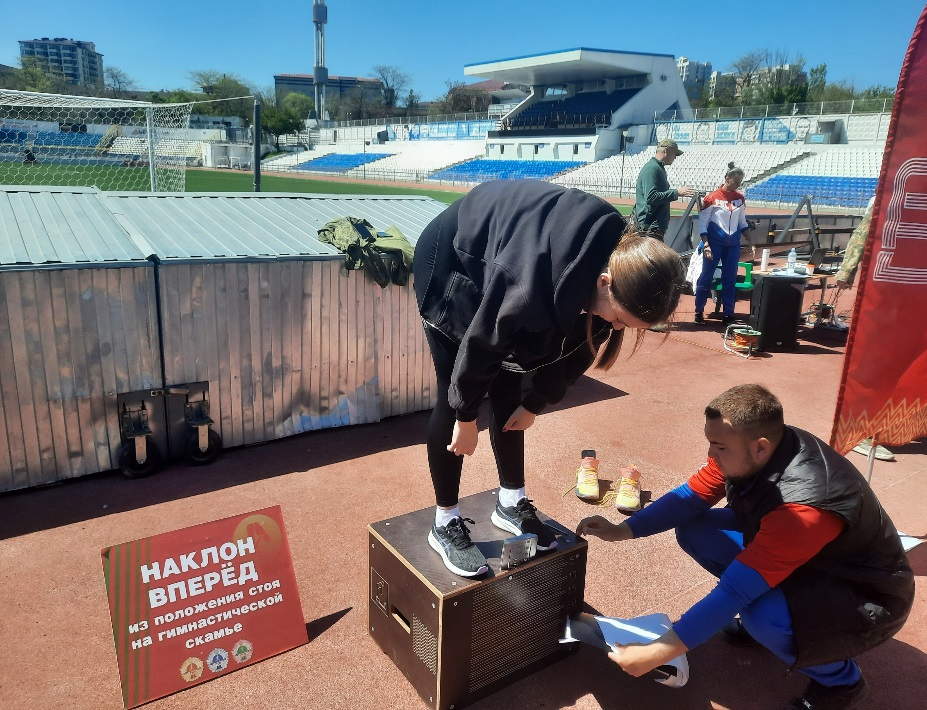 НАКЛОН
ВПЕРЁД
из положения стоя
на гимнастической
скамье